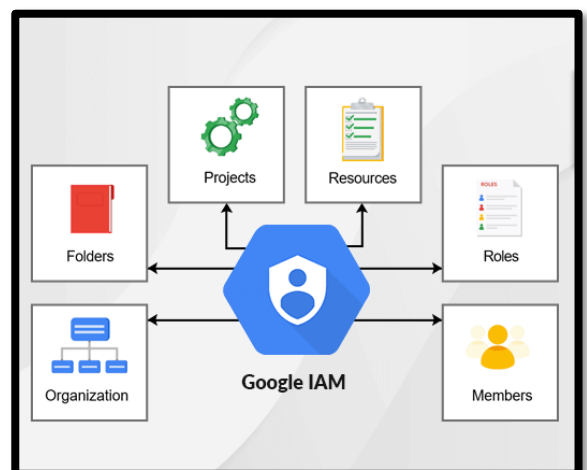 Projects
Resources
Folders
ROLES
Roles
Organization
Google IAM
Members